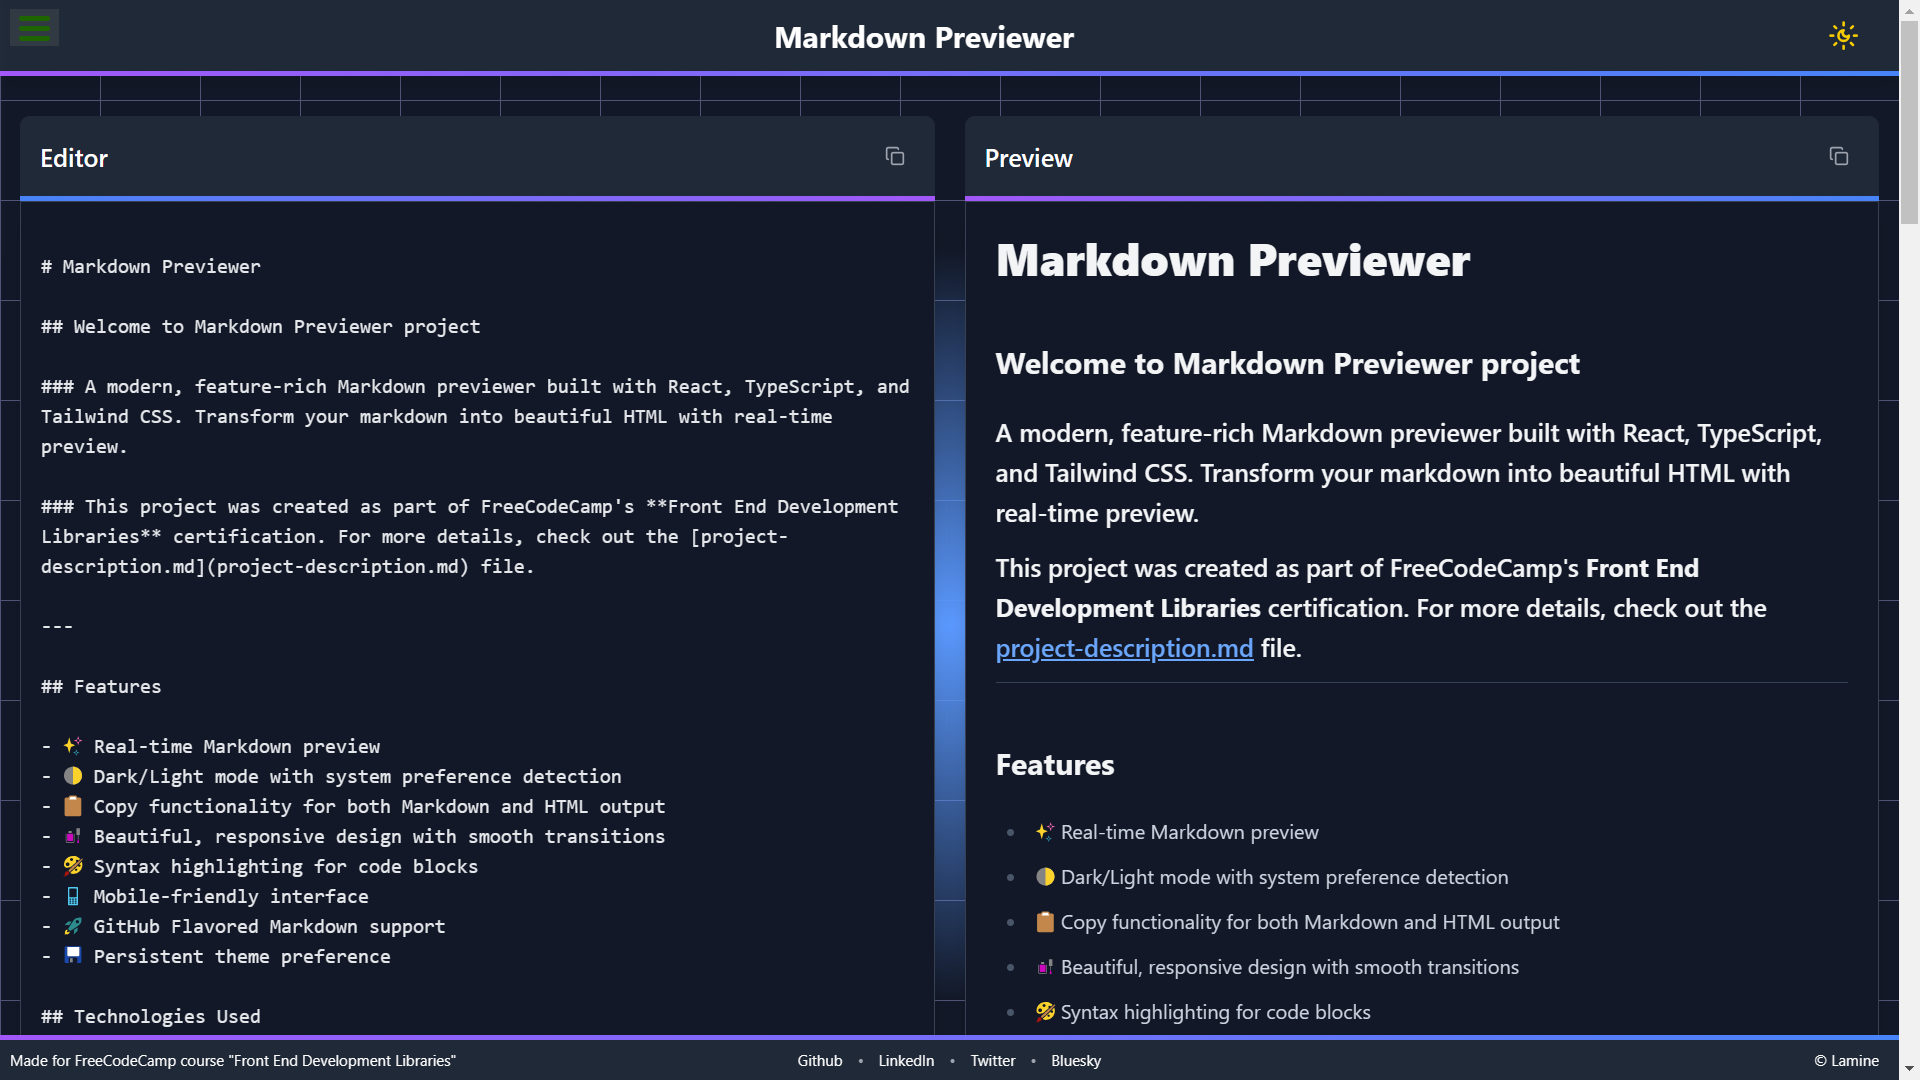 Markdown Previewer
Editor
# Markdown Previewer
## Welcome to Markdown Previewer project
### A modern, feature-rich Markdown previewer built with React, TypeScript, and
Tailwind CSS. Transform your markdown into beautiful HTML with real-time
preview.
### This project was created as part of FreeCodeCamp's **Front End Development
Libraries** certification. For more details, check out the [project-
description.md](project-description.md) file.
---
## Features
- ✨ Real-time Markdown preview
- 🌓 Dark/Light mode with system preference detection
- 📋 Copy functionality for both Markdown and HTML output
- 💅 Beautiful, responsive design with smooth transitions
- 🎨 Syntax highlighting for code blocks
- 📱 Mobile-friendly interface
- 🚀 GitHub Flavored Markdown support
- 💾 Persistent theme preference
## Technologies Used
Preview
Markdown Previewer
Welcome to Markdown Previewer project
A modern, feature-rich Markdown previewer built with React, TypeScript,
and Tailwind CSS. Transform your markdown into beautiful HTML with
real-time preview.
This project was created as part of FreeCodeCamp's Front End
Development Libraries certification. For more details, check out the
project-description.md file.
Features
• ✨ Real-time Markdown preview
• 🌓 Dark/Light mode with system preference detection
• 📋 Copy functionality for both Markdown and HTML output
• 💅 Beautiful, responsive design with smooth transitions
• 🎨 Syntax highlighting for code blocks
Made for FreeCodeCamp course "Front End Development Libraries"
Github • LinkedIn • Twitter • Bluesky
© Lamine